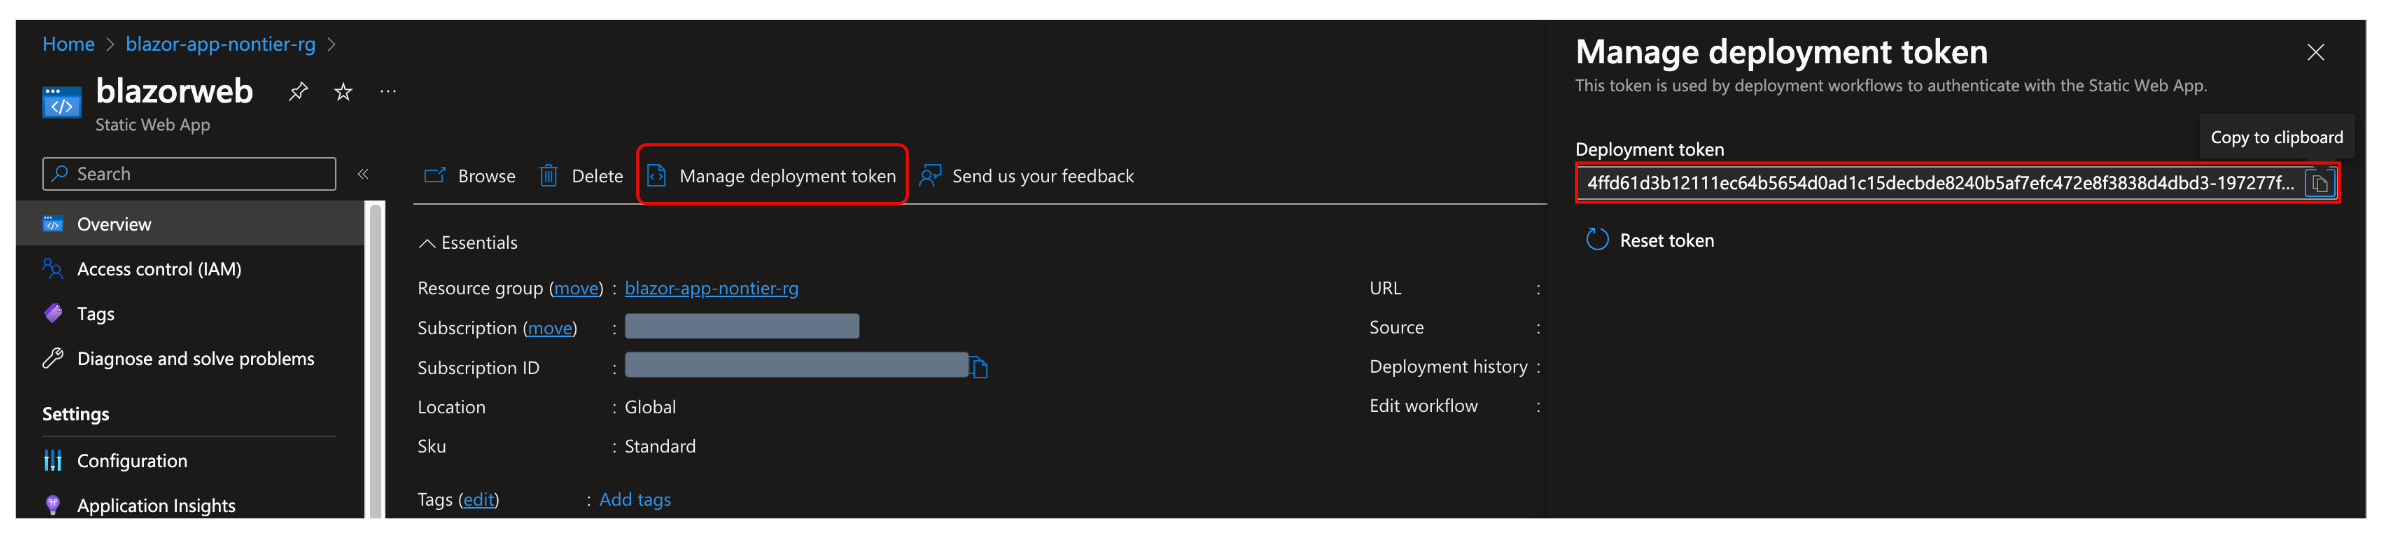 Home > blazor-app-nontier-rg >
blazorweb
Static Web App
Search
«
Overview
Access control (IAM)
Tags
Diagnose and solve problems
Settings
Configuration
Application Insights
Browse
Delete
Manage deployment token
Send us your feedback
Essentials
Resource group (move) : blazor-app-nontier-rg
Subscription (move) :
Subscription ID :
Location : Global
Sku : Standard
Tags (edit) : Add tags
URL :
Source :
Deployment history :
Edit workflow :
Manage deployment token
This token is used by deployment workflows to authenticate with the Static Web App.
Copy to clipboard
Deployment token
4ffd61d3b12111ec64b5654d0ad1c15decbde8240b5af7efc472e8f3838d4dbd3-197277f...
Reset token